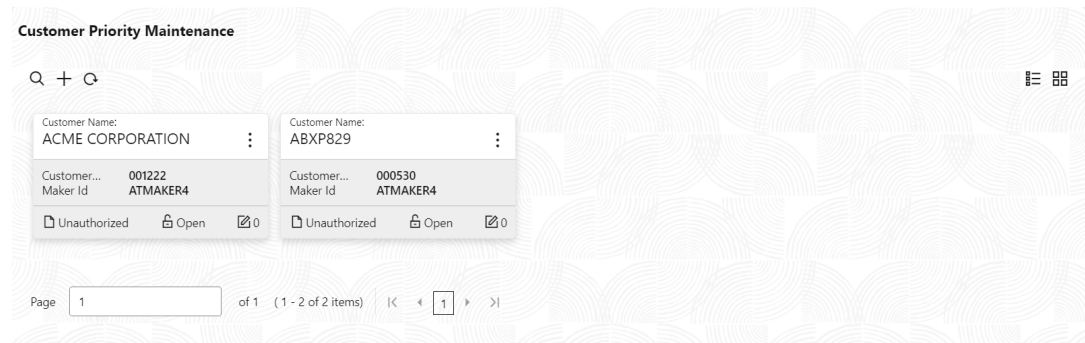 Customer Priority Maintenance
Customer Name:
ACME CORPORATION
Customer... 001222
Maker Id ATMAKER4
Unauthorized Open 0
Customer Name:
ABXP829
Customer... 000530
Maker Id ATMAKER4
Unauthorized Open 0
Page 1 of 1 ( 1 - 2 of 2 items) 1